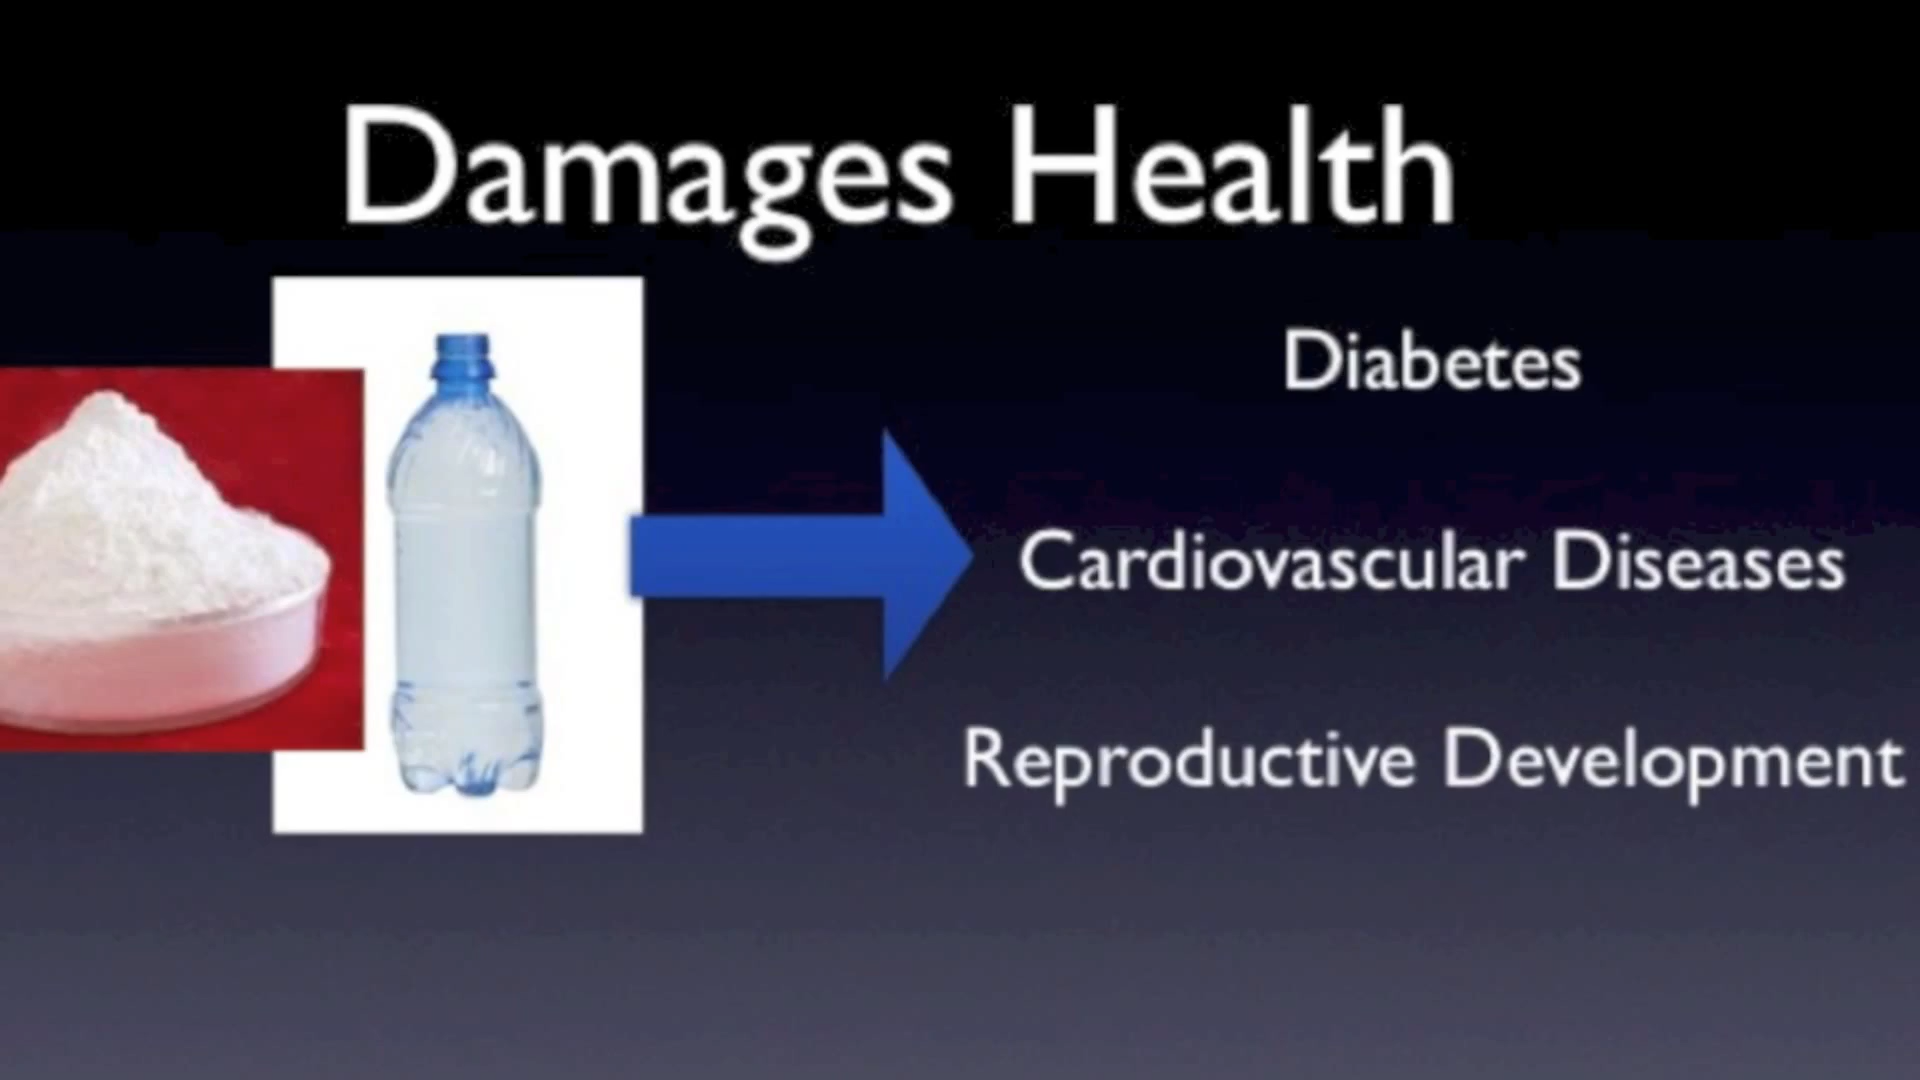 Damages Health
Diabetes
Cardiovascular Diseases
Reproductive Development